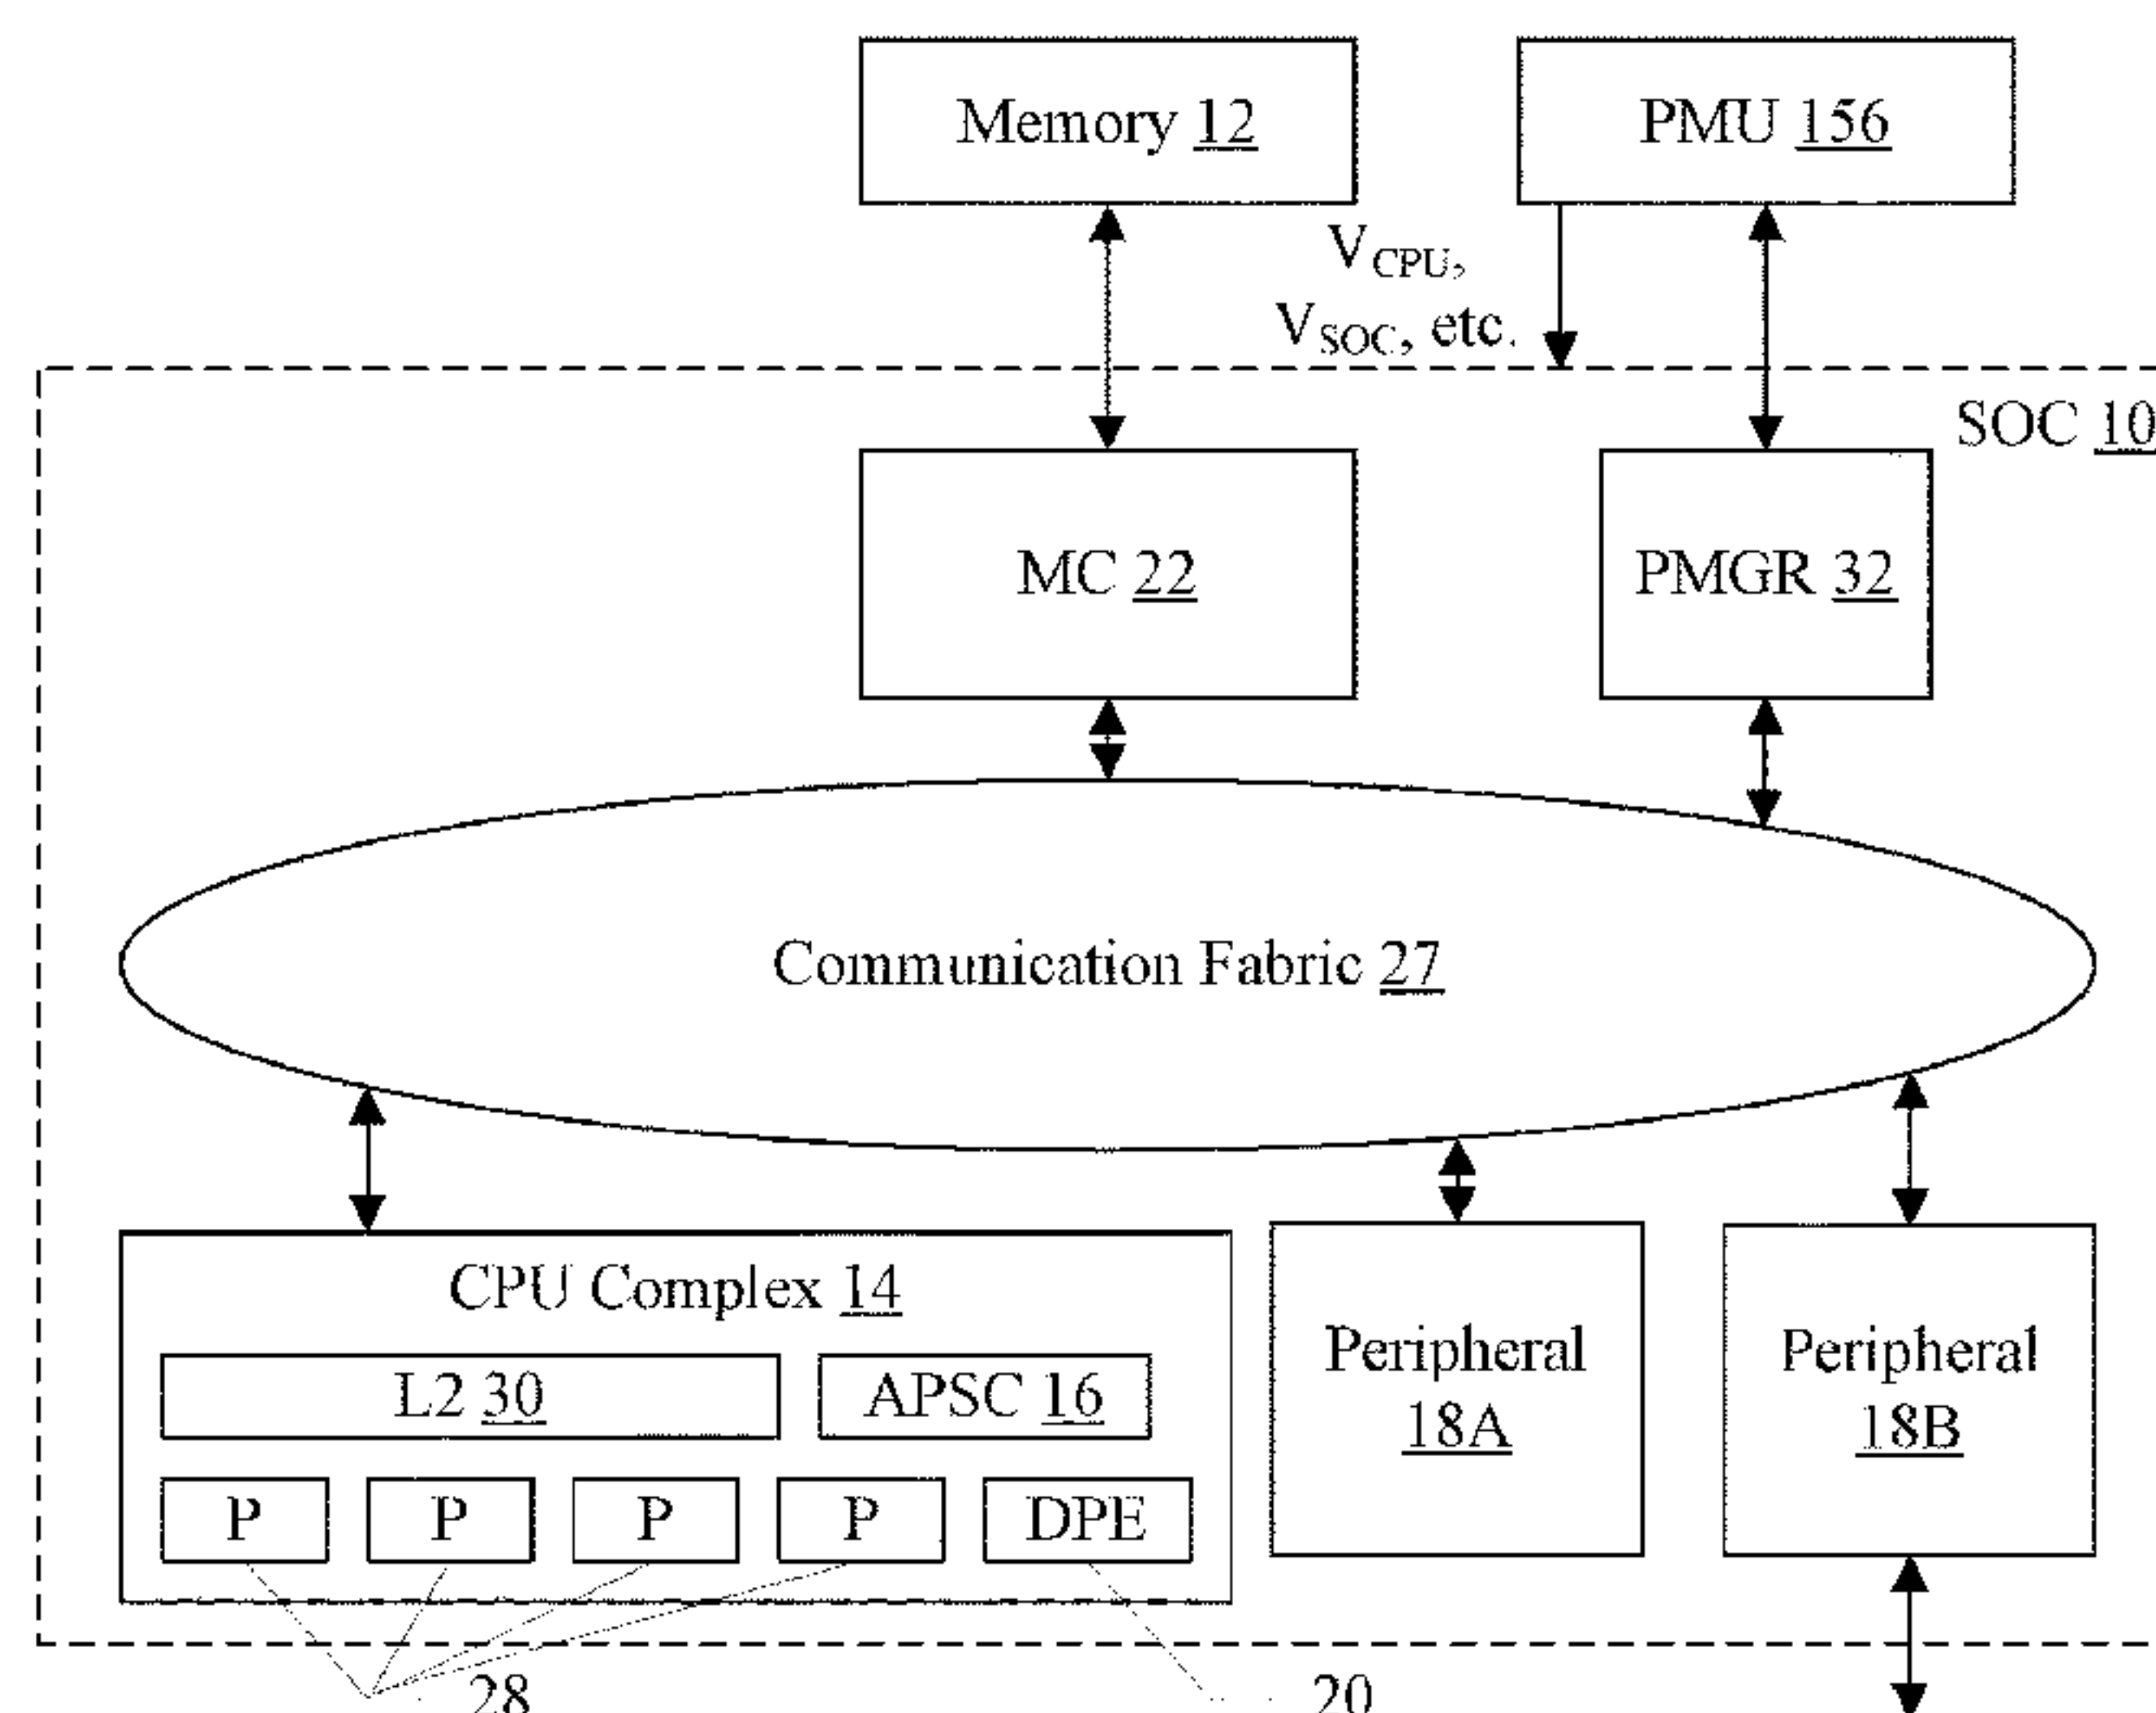 Memory 12
PMU 156
VCPU,
VSOC, etc.
SOC 10
MC 22
PMGR 32
Communication Fabric 27
CPU Complex 14
L2 30
APSC 16
P
P
P
P
DPE
Peripheral
18A
Peripheral
18B
28
20